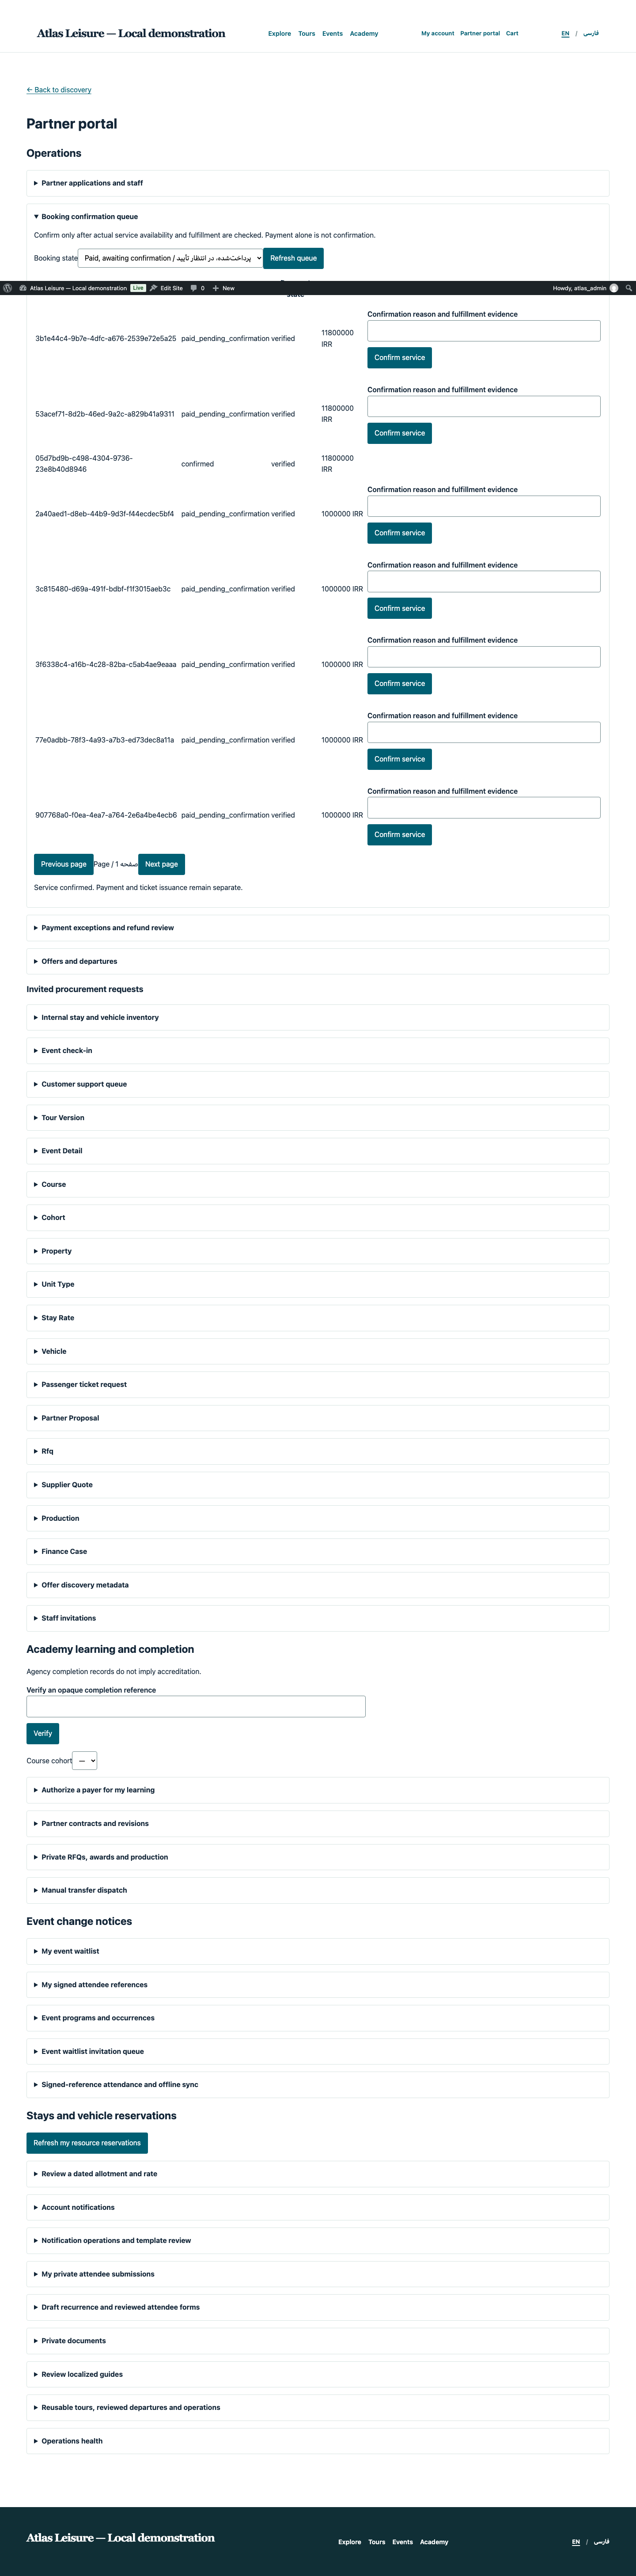 Atlas Leisure — Local demonstration
Explore Tours Events Academy
My account Partner portal Cart
EN / فارسی
← Back to discovery
Partner portal
Operations
▶ Partner applications and staff
▼ Booking confirmation queue
Confirm only after actual service availability and fulfillment are checked. Payment alone is not confirmation.
Booking state Paid, awaiting confirmation / پرداخت‌شده، در انتظار تأیید Refresh queue
Atlas Leisure — Local demonstration Live Edit Site 0 New Howdy, atlas_admin
state
Confirmation reason and fulfillment evidence
3b1e44c4-9b7e-4dfc-a676-2539e72e5a25 paid_pending_confirmation verified 11800000 IRR
Confirm service
Confirmation reason and fulfillment evidence
53acef71-8d2b-46ed-9a2c-a829b41a9311 paid_pending_confirmation verified 11800000 IRR
Confirm service
05d7bd9b-c498-4304-9736-23e8b40d8946 confirmed verified 11800000 IRR
Confirmation reason and fulfillment evidence
2a40aed1-d8eb-44b9-9d3f-f44ecdec5bf4 paid_pending_confirmation verified 1000000 IRR
Confirm service
Confirmation reason and fulfillment evidence
3c815480-d69a-491f-bdbf-f1f3015aeb3c paid_pending_confirmation verified 1000000 IRR
Confirm service
Confirmation reason and fulfillment evidence
3f6338c4-a16b-4c28-82ba-c5ab4ae9eaaa paid_pending_confirmation verified 1000000 IRR
Confirm service
Confirmation reason and fulfillment evidence
77e0adbb-78f3-4a93-a7b3-ed73dec8a11a paid_pending_confirmation verified 1000000 IRR
Confirm service
Confirmation reason and fulfillment evidence
907768a0-f0ea-4ea7-a764-2e6a4be4ecb6 paid_pending_confirmation verified 1000000 IRR
Confirm service
Previous page Page / صفحه 1 Next page
Service confirmed. Payment and ticket issuance remain separate.
▶ Payment exceptions and refund review
▶ Offers and departures
Invited procurement requests
▶ Internal stay and vehicle inventory
▶ Event check-in
▶ Customer support queue
▶ Tour Version
▶ Event Detail
▶ Course
▶ Cohort
▶ Property
▶ Unit Type
▶ Stay Rate
▶ Vehicle
▶ Passenger ticket request
▶ Partner Proposal
▶ Rfq
▶ Supplier Quote
▶ Production
▶ Finance Case
▶ Offer discovery metadata
▶ Staff invitations
Academy learning and completion
Agency completion records do not imply accreditation.
Verify an opaque completion reference
Verify
Course cohort —
▶ Authorize a payer for my learning
▶ Partner contracts and revisions
▶ Private RFQs, awards and production
▶ Manual transfer dispatch
Event change notices
▶ My event waitlist
▶ My signed attendee references
▶ Event programs and occurrences
▶ Event waitlist invitation queue
▶ Signed-reference attendance and offline sync
Stays and vehicle reservations
Refresh my resource reservations
▶ Review a dated allotment and rate
▶ Account notifications
▶ Notification operations and template review
▶ My private attendee submissions
▶ Draft recurrence and reviewed attendee forms
▶ Private documents
▶ Review localized guides
▶ Reusable tours, reviewed departures and operations
▶ Operations health
Atlas Leisure — Local demonstration
Explore Tours Events Academy
EN / فارسی